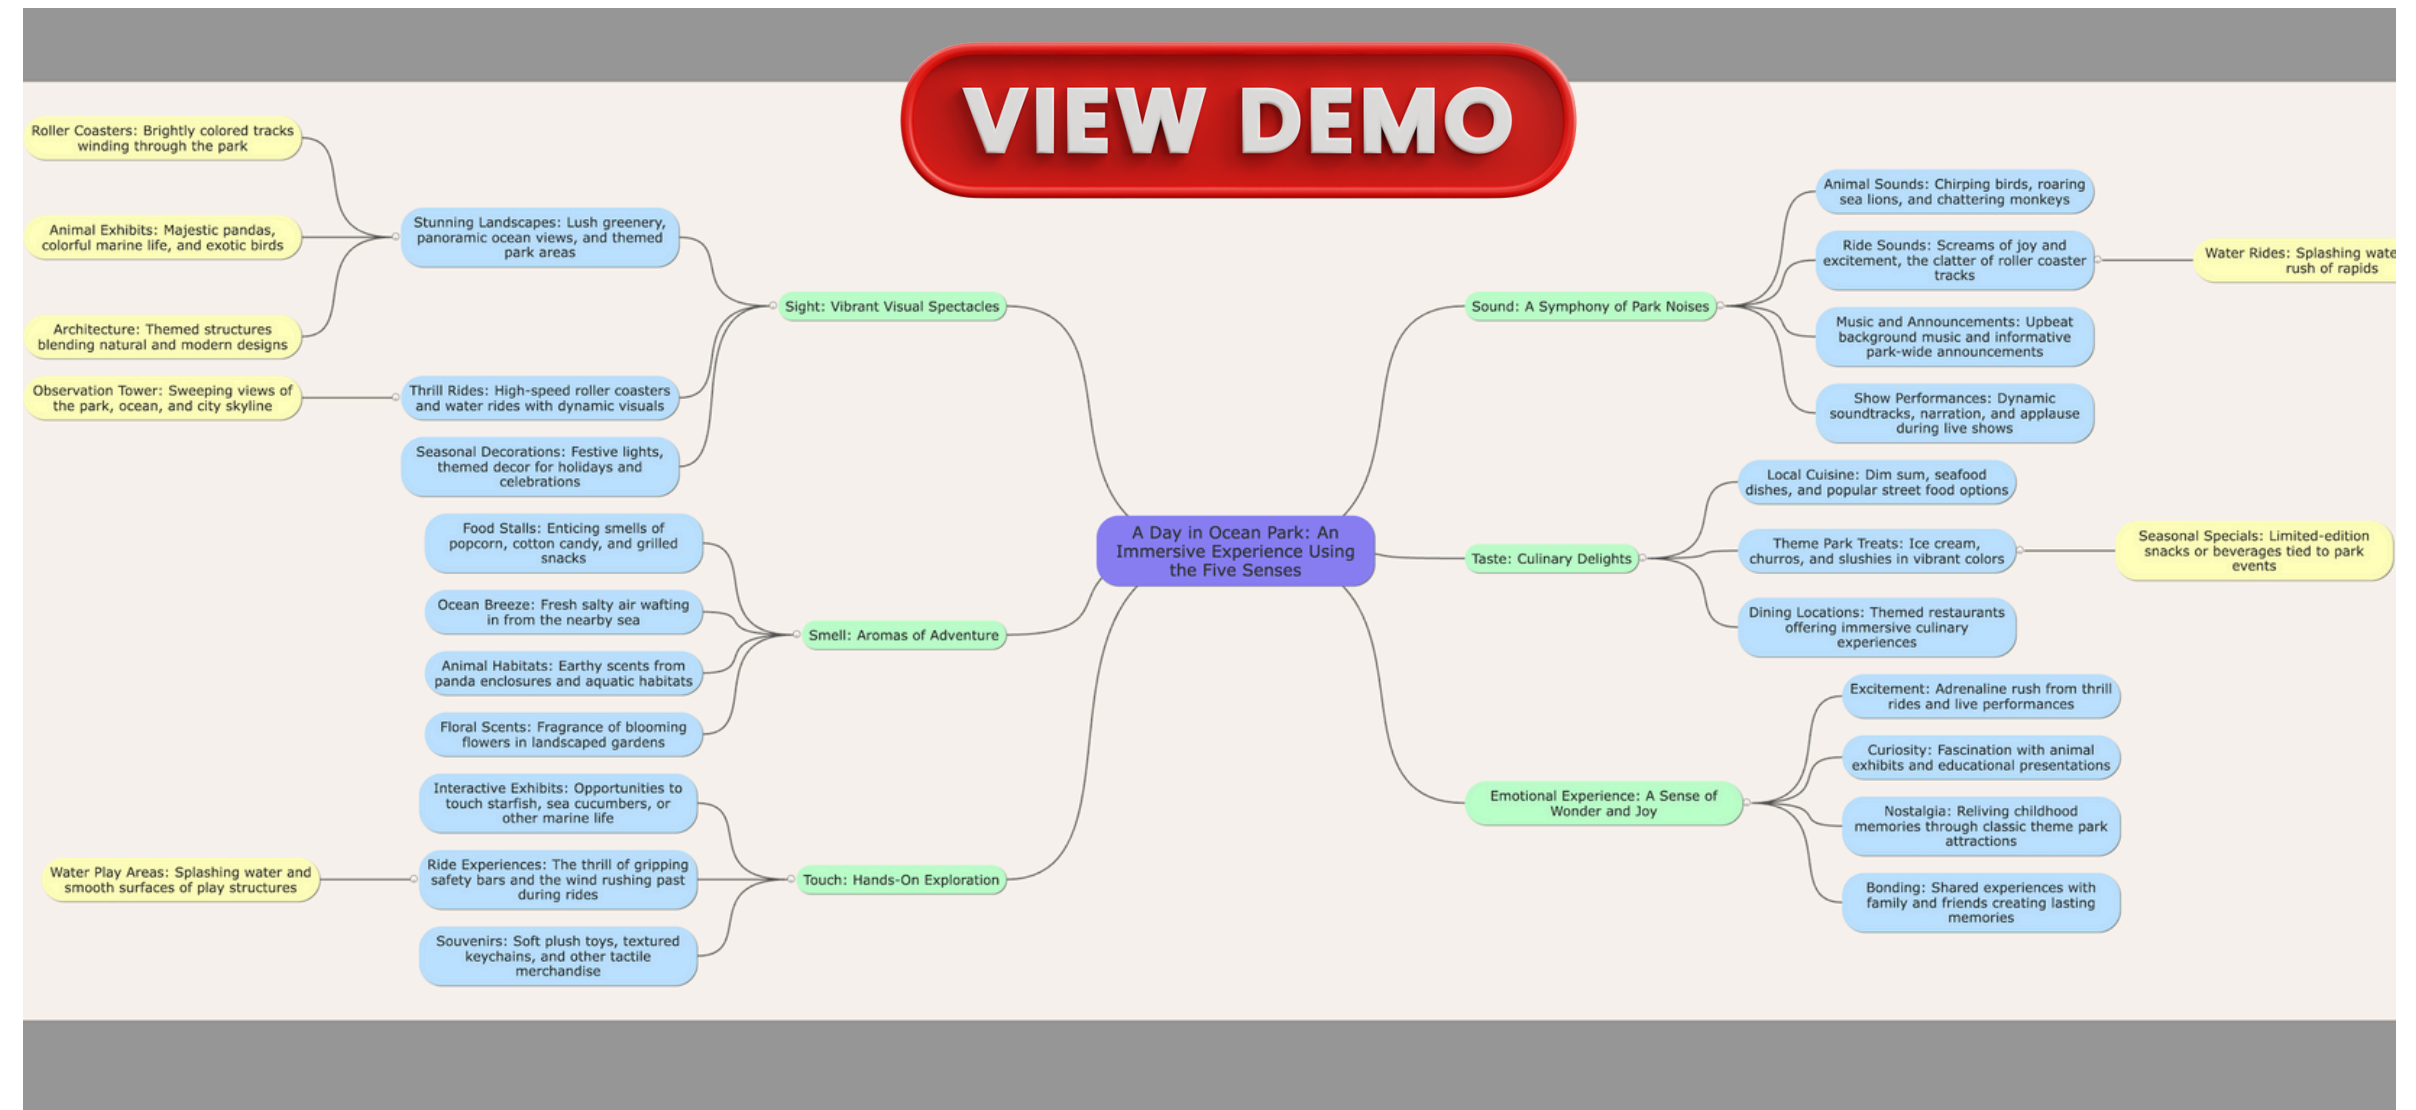 VIEW DEMO
Roller Coasters: Brightly colored tracks
winding through the park
Animal Exhibits: Majestic pandas,
colorful marine life, and exotic birds
Architecture: Themed structures
blending natural and modern designs
Observation Tower: Sweeping views of
the park, ocean, and city skyline
Stunning Landscapes: Lush greenery,
panoramic ocean views, and themed
park areas
Thrill Rides: High-speed roller coasters
and water rides with dynamic visuals
Seasonal Decorations: Festive lights,
themed decor for holidays and
celebrations
Sight: Vibrant Visual Spectacles
Food Stalls: Enticing smells of
popcorn, cotton candy, and grilled
snacks
Ocean Breeze: Fresh salty air wafting
in from the nearby sea
Animal Habitats: Earthy scents from
panda enclosures and aquatic habitats
Floral Scents: Fragrance of blooming
flowers in landscaped gardens
Smell: Aromas of Adventure
Interactive Exhibits: Opportunities to
touch starfish, sea cucumbers, or
other marine life
Water Play Areas: Splashing water and
smooth surfaces of play structures
Ride Experiences: The thrill of gripping
safety bars and the wind rushing past
during rides
Souvenirs: Soft plush toys, textured
keychains, and other tactile
merchandise
Touch: Hands-On Exploration
A Day in Ocean Park: An
Immersive Experience Using
the Five Senses
Sound: A Symphony of Park Noises
Animal Sounds: Chirping birds, roaring
sea lions, and chattering monkeys
Ride Sounds: Screams of joy and
excitement, the clatter of roller coaster
tracks
Water Rides: Splashing
rush of rapids
Music and Announcements: Upbeat
background music and informative
park-wide announcements
Show Performances: Dynamic
soundtracks, narration, and applause
during live shows
Taste: Culinary Delights
Local Cuisine: Dim sum, seafood
dishes, and popular street food options
Theme Park Treats: Ice cream,
churros, and slushies in vibrant colors
Seasonal Specials: Limited-edition
snacks or beverages tied to park
events
Dining Locations: Themed restaurants
offering immersive culinary
experiences
Emotional Experience: A Sense of
Wonder and Joy
Excitement: Adrenaline rush from thrill
rides and live performances
Curiosity: Fascination with animal
exhibits and educational presentations
Nostalgia: Reliving childhood
memories through classic theme park
attractions
Bonding: Shared experiences with
family and friends creating lasting
memories